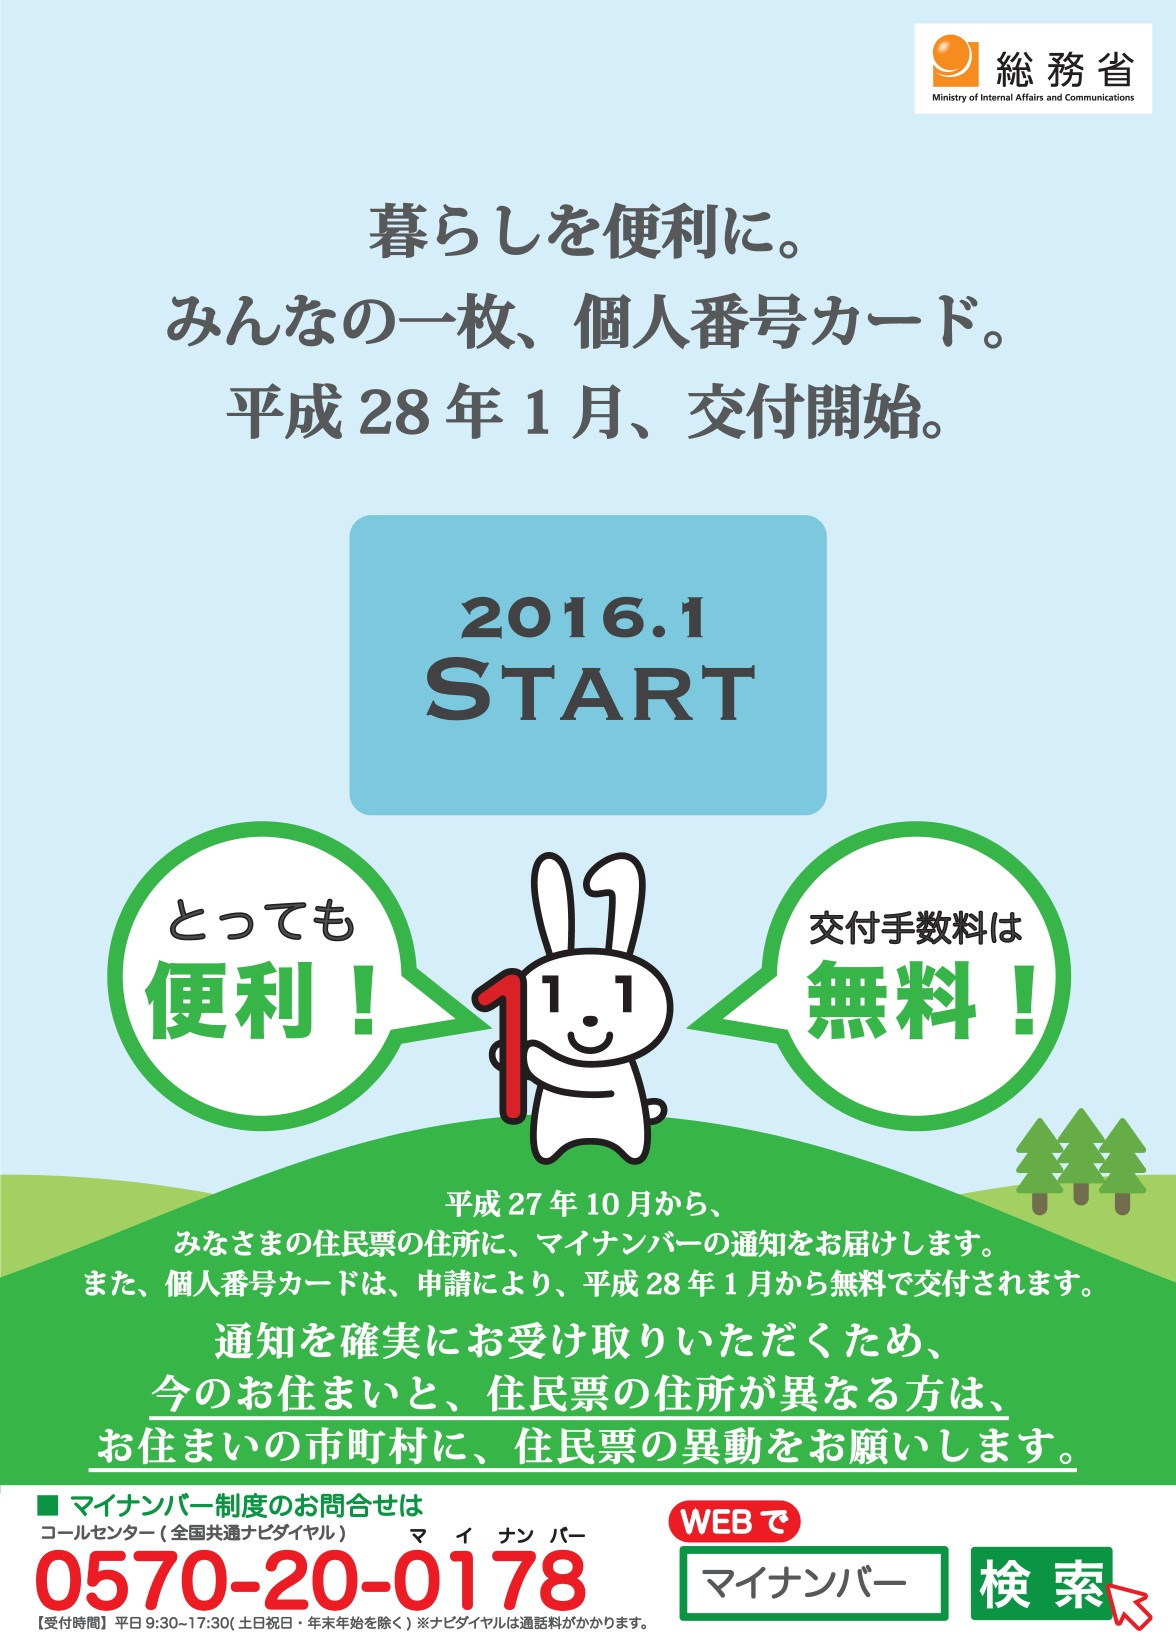 総務省
Ministry of Internal Affairs and Communications
暮らしを便利に。
みんなの一枚、個人番号カード。
平成28年1月、交付開始。
2016.1
START
とっても
便利！
交付手数料は
無料！
平成27年10月から、
みなさまの住民票の住所に、マイナンバーの通知をお届けします。
また、個人番号カードは、申請により、平成28年1月から無料で交付されます。
通知を確実にお受け取りいただくため、
今のお住まいと、住民票の住所が異なる方は、
お住まいの市町村に、住民票の異動をお願いします。
■ マイナンバー制度のお問合せは
コールセンター(全国共通ナビダイヤル)
マ イ ナン バー
0570-20-0178
【受付時間】平日9:30~17:30(土日祝日・年末年始を除く) ※ナビダイヤルは通話料がかかります。
WEBで
マイナンバー
検索